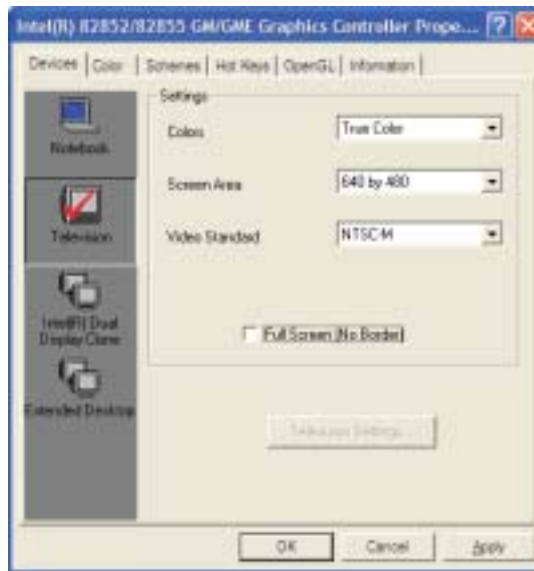 Intel(R) 82852/82855 GM/GME Graphics Controller Prope...
Devices
Color
Schemes
Hot Keys
OpenGL
Information
Notebook
Television
Intel(R) Dual
Display Clone
Extended Desktop
Settings
Colors
True Color
Screen Area
640 by 480
Video Standard
NTSC-M
Full Screen (No Border)
Television Settings...
OK
Cancel
Apply